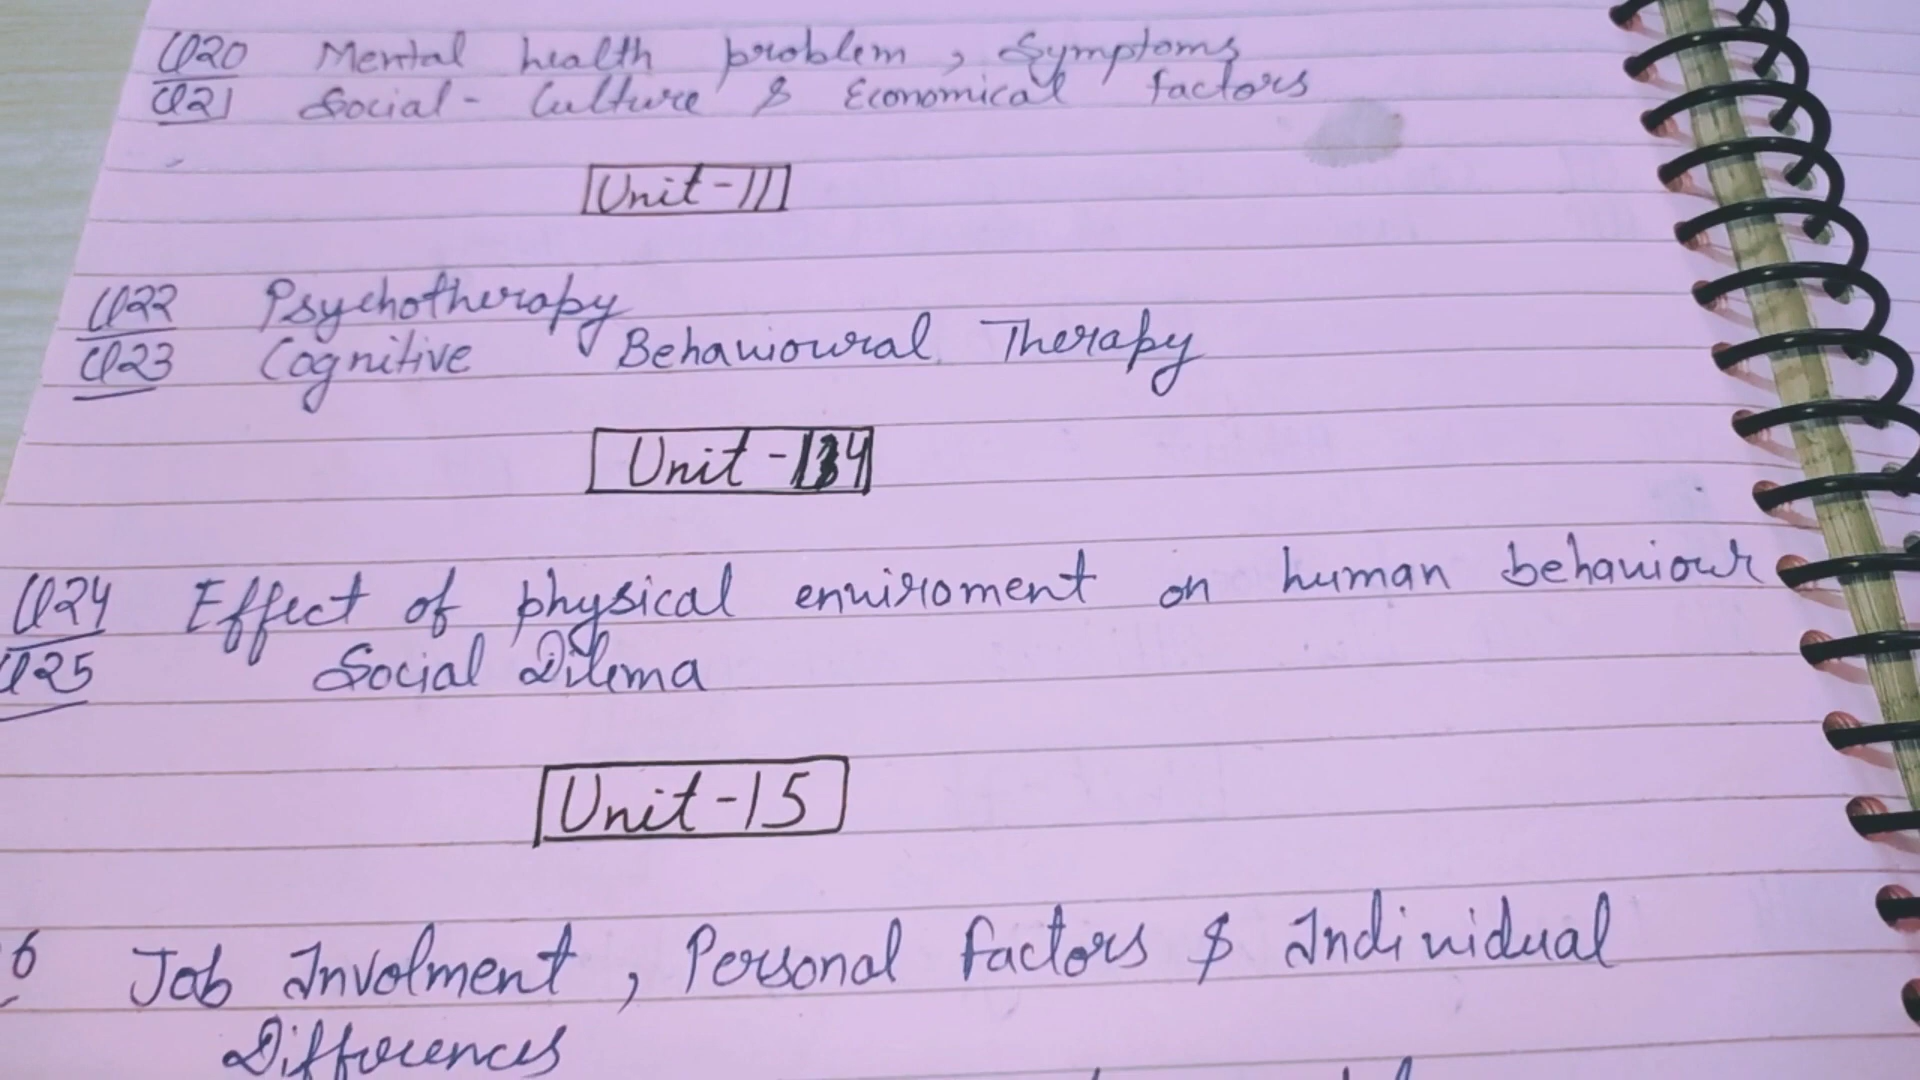 Q20 Mental health problem, Symptoms
Q21 Social - Culture & Economical factors
Unit-11
Q22 Psychotherapy
Q23 Cognitive Behavioural Therapy
Unit-14
Q24 Effect of physical enviroment on human behaviour
Q25 Social Dilema
Unit-15
6 Job Involment, Personal factors & Individual
Differences